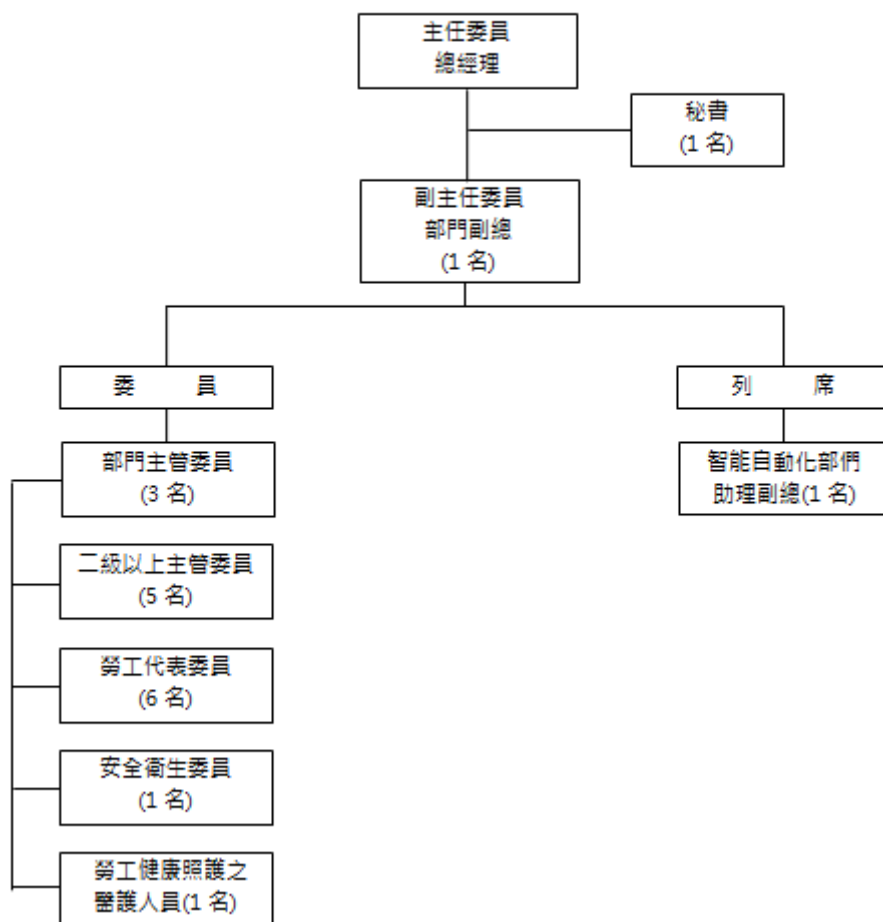 主任委員
總經理
秘書
(1 名)
副主任委員
部門副總
(1 名)
委 員
列 席
部門主管委員
(3 名)
智能自動化部們
助理副總(1 名)
二級以上主管委員
(5 名)
勞工代表委員
(6 名)
安全衛生委員
(1 名)
勞工健康照護之
醫護人員(1 名)